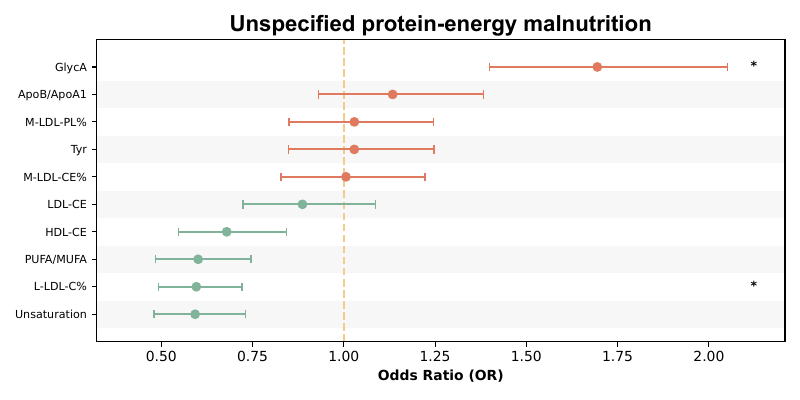 Unspecified protein-energy malnutrition
GlycA *
ApoB/ApoA1
M-LDL-PL%
Tyr
M-LDL-CE%
LDL-CE
HDL-CE
PUFA/MUFA
L-LDL-C% *
Unsaturation
0.50 0.75 1.00 1.25 1.50 1.75 2.00
Odds Ratio (OR)